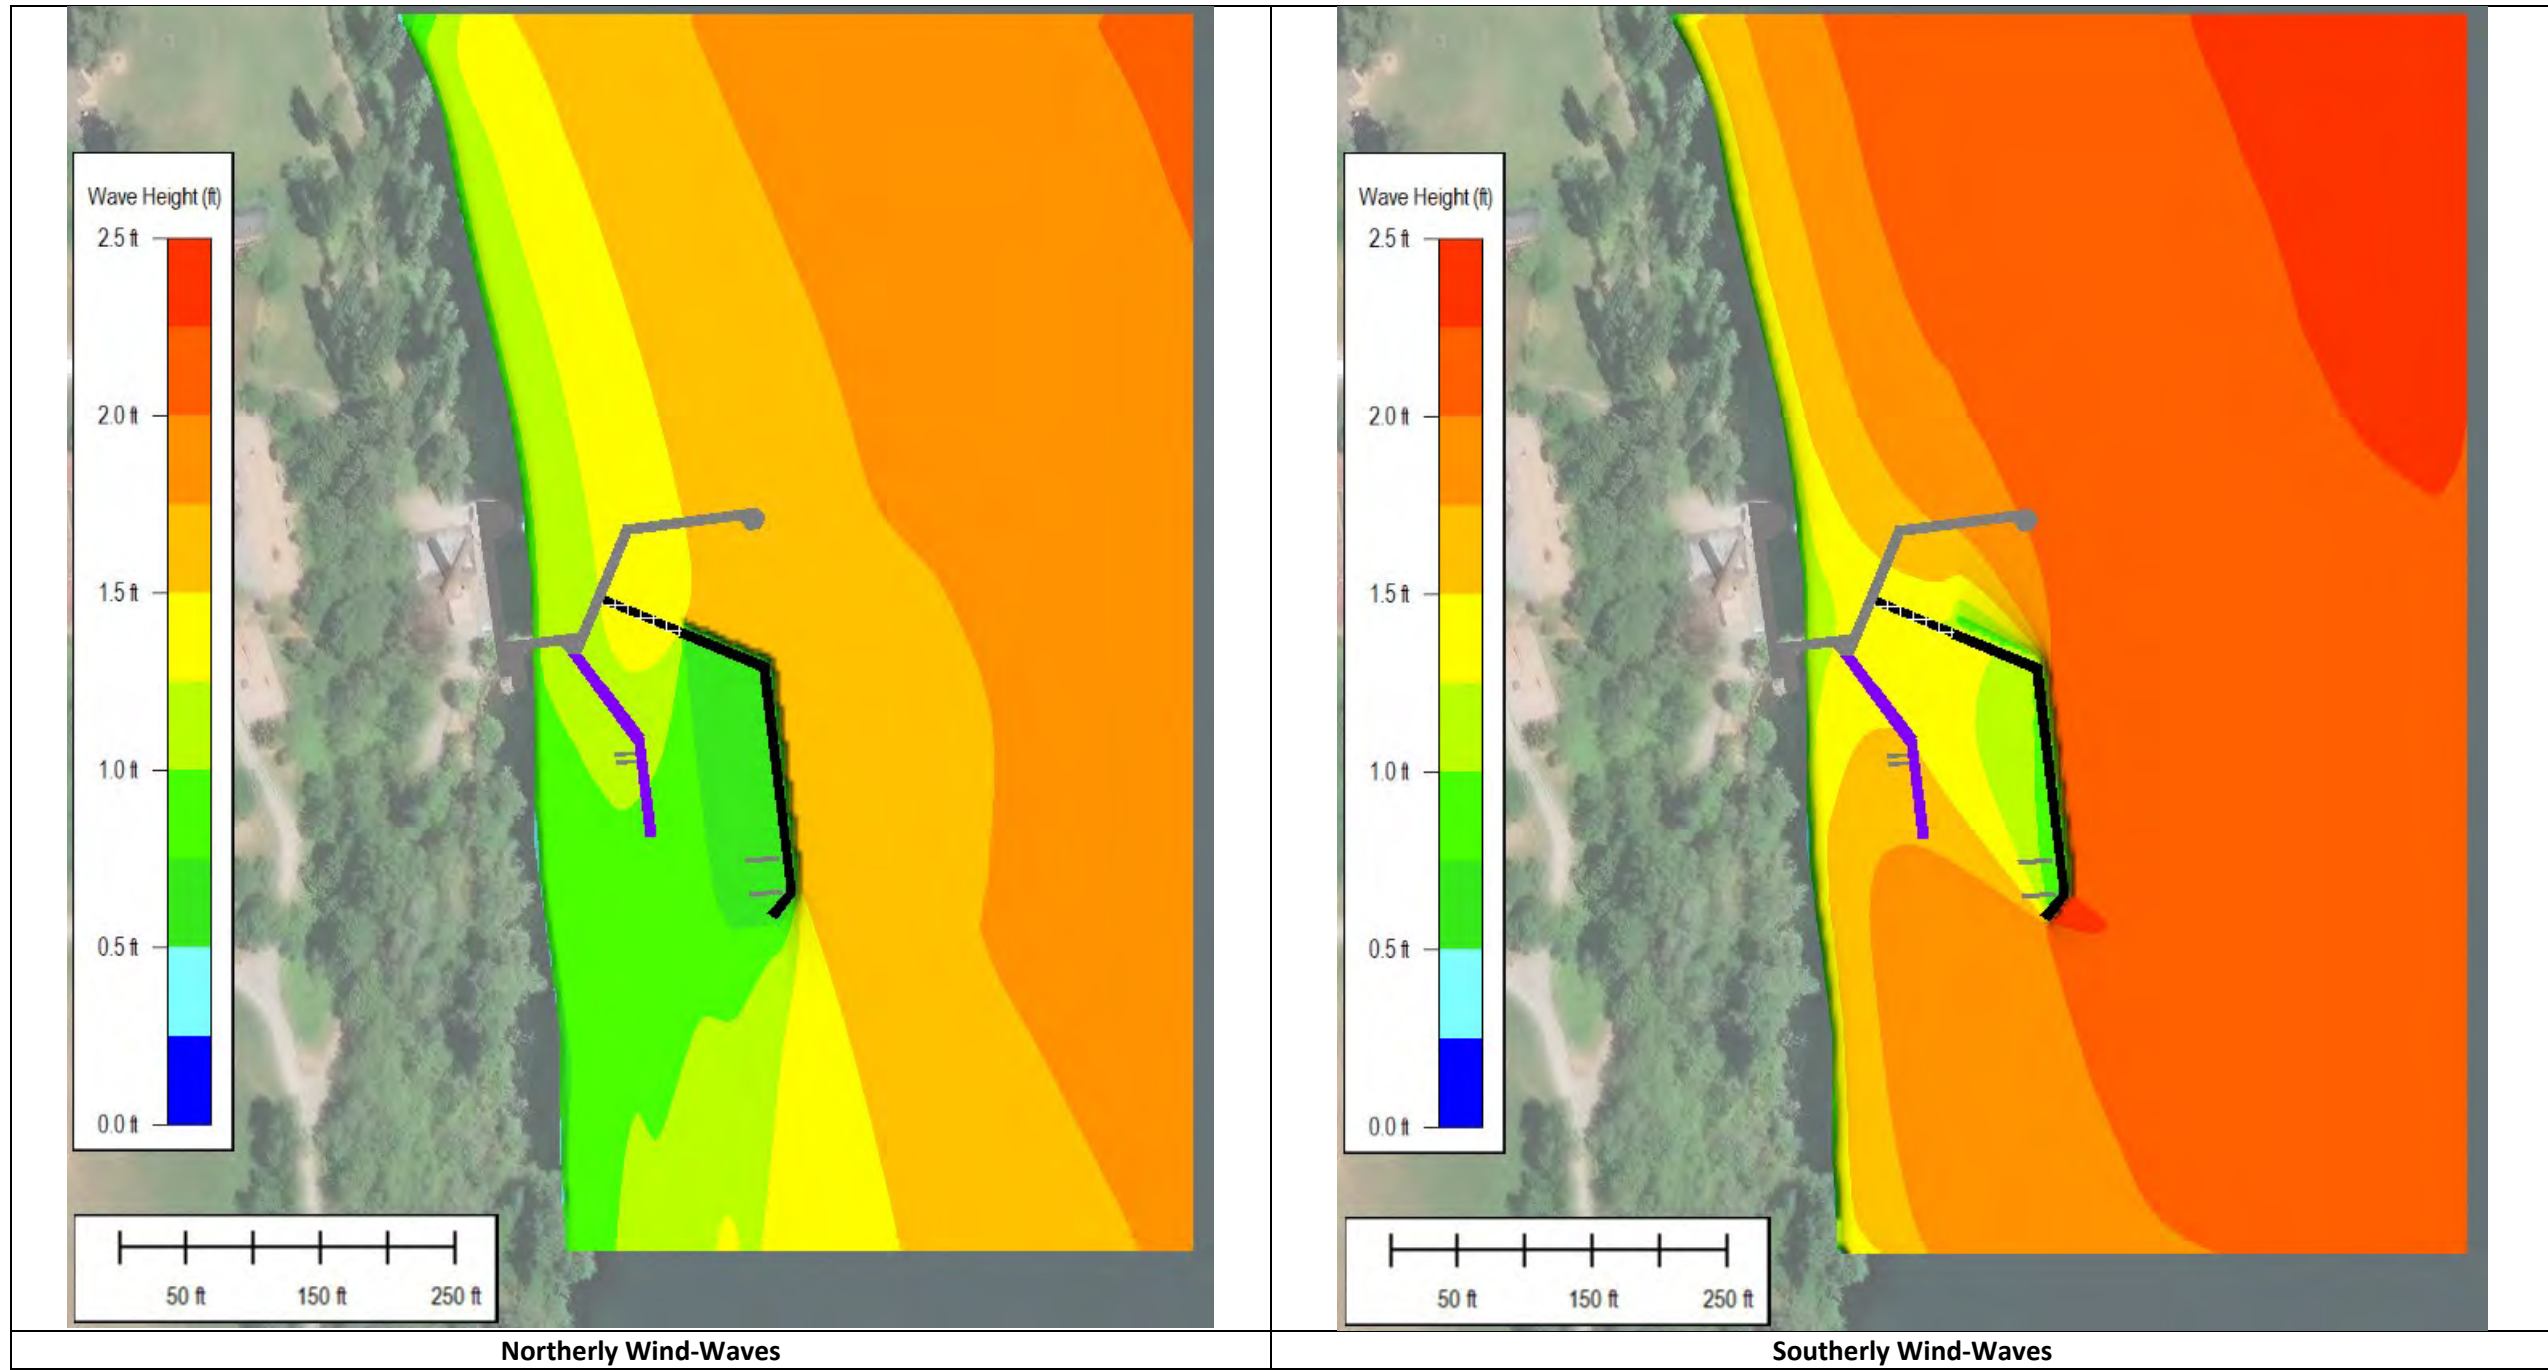 Wave Height (ft)
2.5 ft
2.0 ft
1.5 ft
1.0 ft
0.5 ft
0.0 ft
50 ft 150 ft 250 ft
Northerly Wind-Waves
Wave Height (ft)
2.5 ft
2.0 ft
1.5 ft
1.0 ft
0.5 ft
0.0 ft
50 ft 150 ft 250 ft
Southerly Wind-Waves